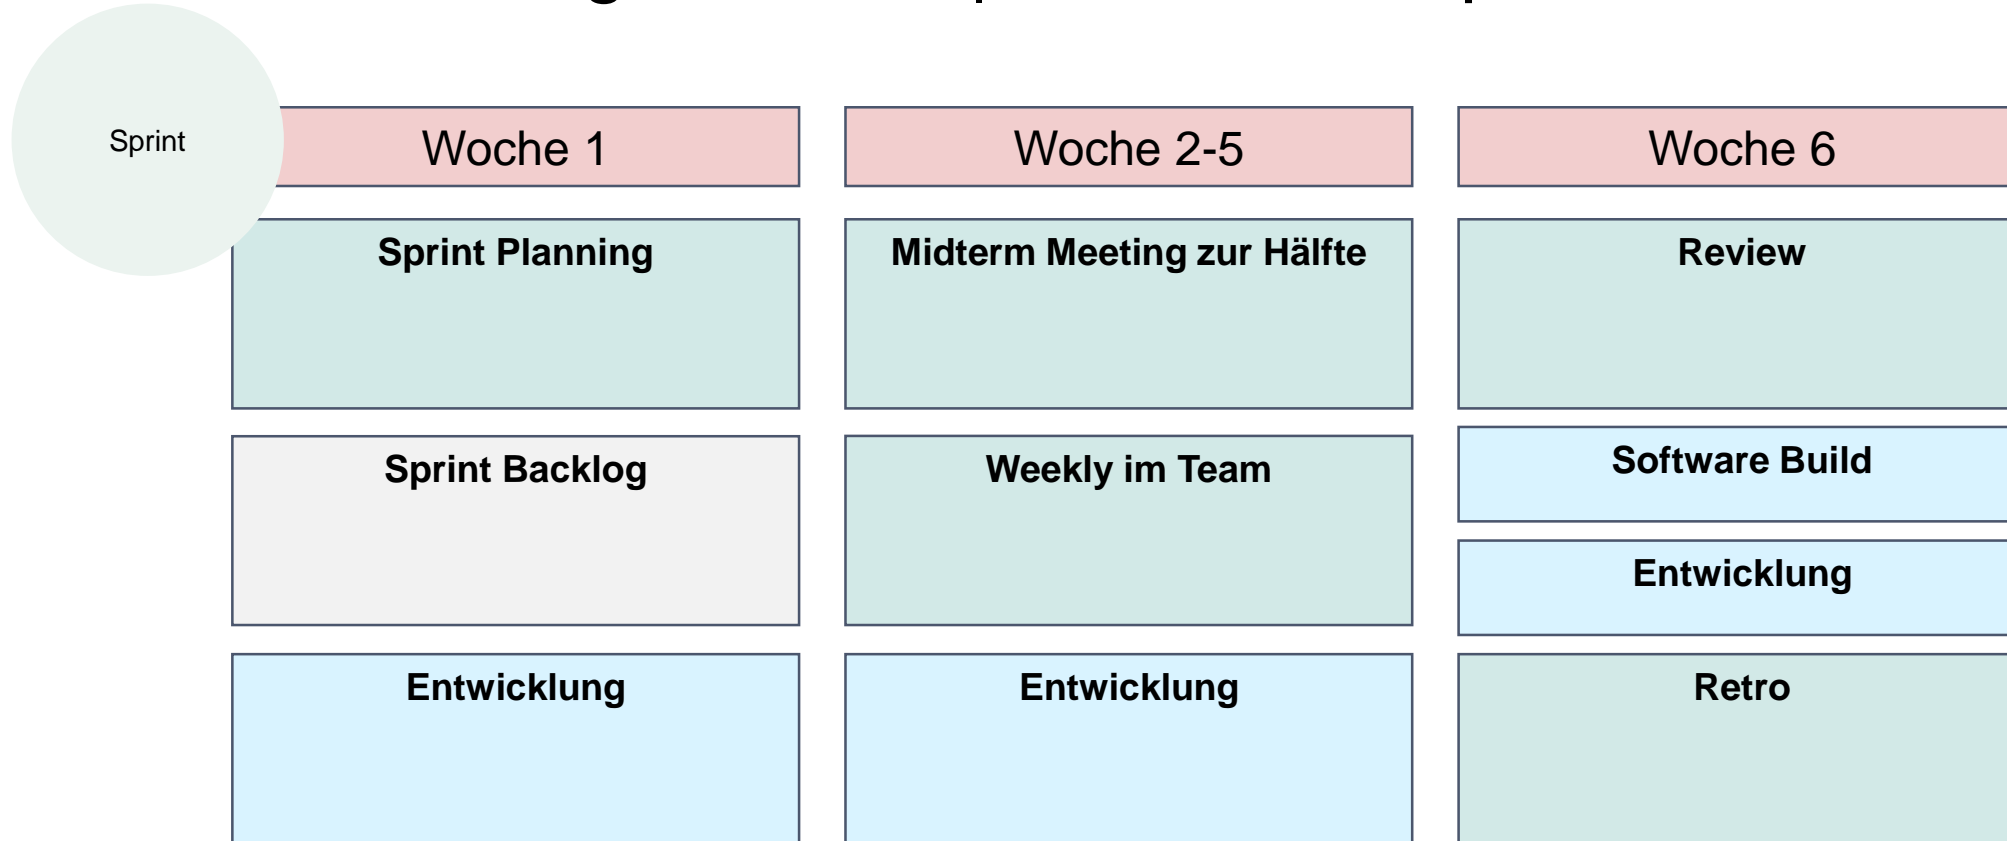 Sprint
Woche 1
Sprint Planning
Sprint Backlog
Entwicklung
Woche 2-5
Midterm Meeting zur Hälfte
Weekly im Team
Entwicklung
Woche 6
Review
Software Build
Entwicklung
Retro